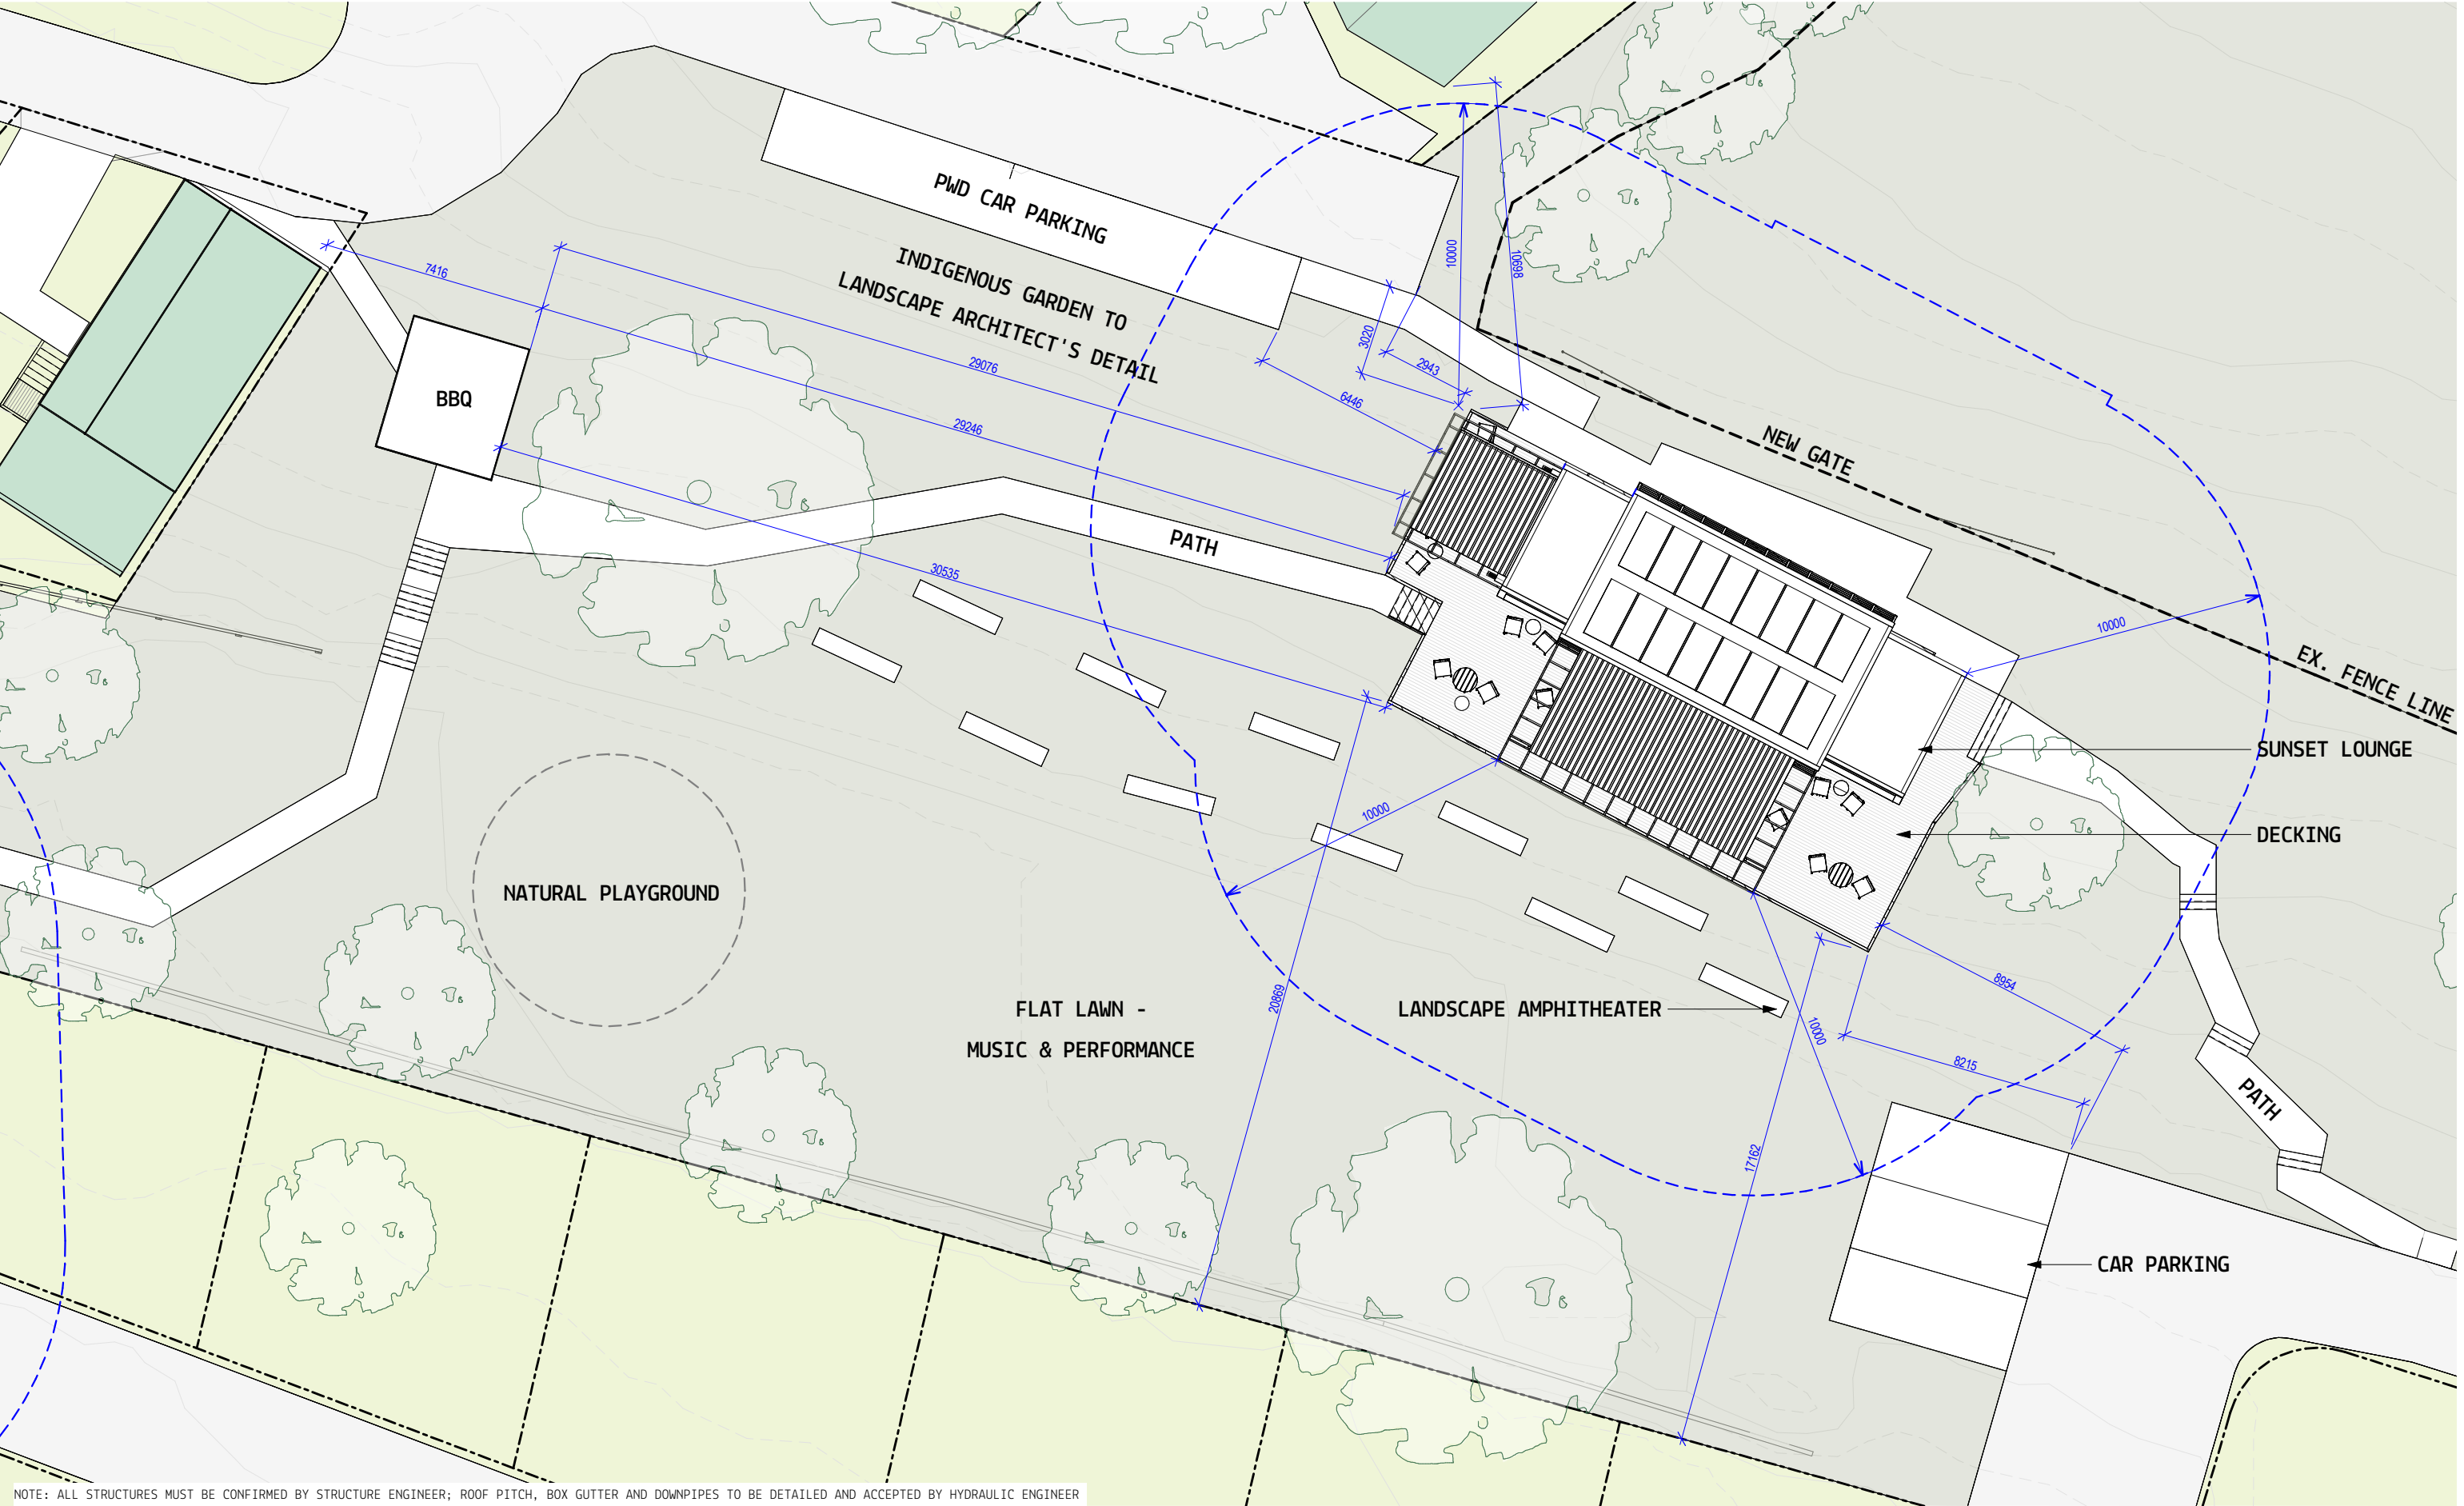 PWD CAR PARKING
INDIGENOUS GARDEN TO
LANDSCAPE ARCHITECT'S DETAIL
7416
29076
29246
30535
BBQ
10000
10698
3020
2943
6446
NEW GATE
EX. FENCE LINE
PATH
10000
SUNSET LOUNGE
DECKING
10000
NATURAL PLAYGROUND
FLAT LAWN -
MUSIC & PERFORMANCE
20869
LANDSCAPE AMPHITHEATER
10000
8954
8215
PATH
17162
CAR PARKING
NOTE: ALL STRUCTURES MUST BE CONFIRMED BY STRUCTURE ENGINEER; ROOF PITCH, BOX GUTTER AND DOWNPIPES TO BE DETAILED AND ACCEPTED BY HYDRAULIC ENGINEER